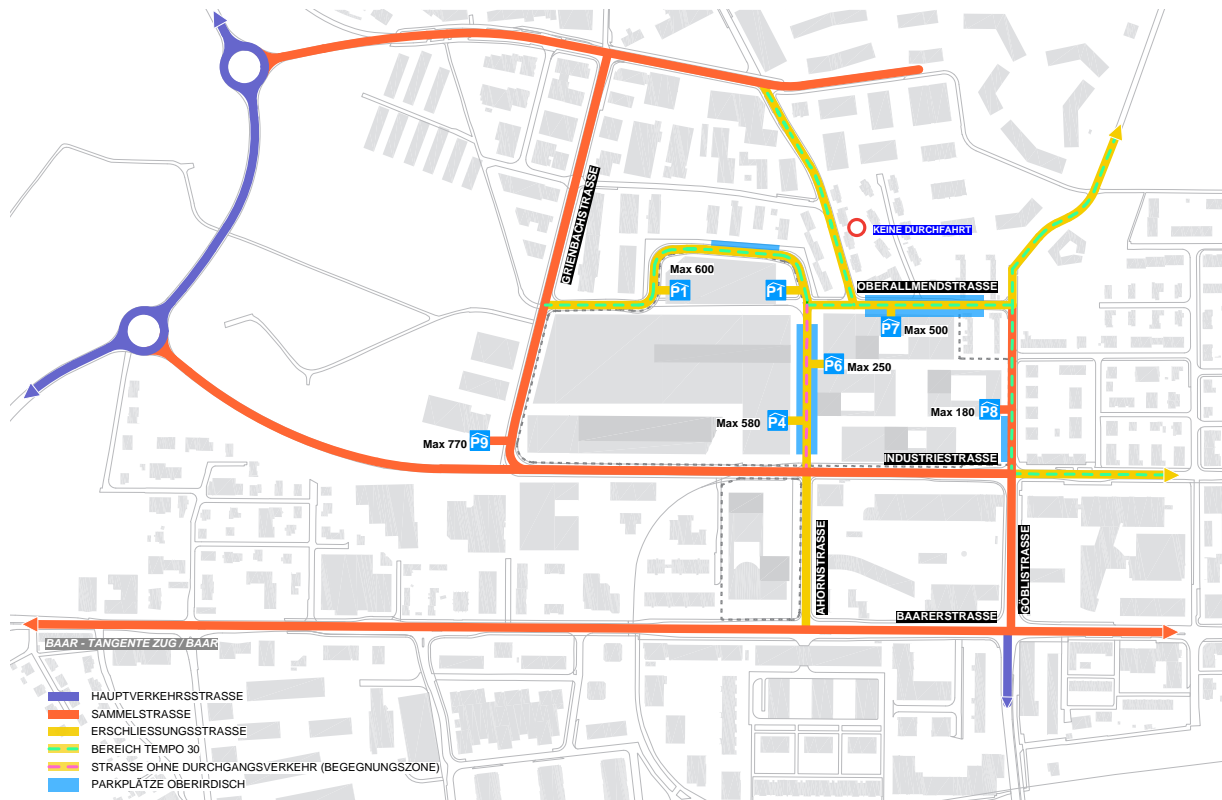 GRIENBACHSTRASSE
KEINE DURCHFAHRT
Max 600
P1
P1
OBERALLMENDSTRASSE
P7 Max 500
P6 Max 250
Max 580 P4
Max 180 P8
Max 770 P9
INDUSTRIESTRASSE
AHORNSTRASSE
GÖBLISTRASSE
BAARERSTRASSE
BAAR - TANGENTE ZUG / BAAR
HAUPTVERKEHRSSTRASSE
SAMMELSTRASSE
ERSCHLIESSUNGSSTRASSE
BEREICH TEMPO 30
STRASSE OHNE DURCHGANGSVERKEHR (BEGEGNUNGSZONE)
PARKPLÄTZE OBERIRDISCH